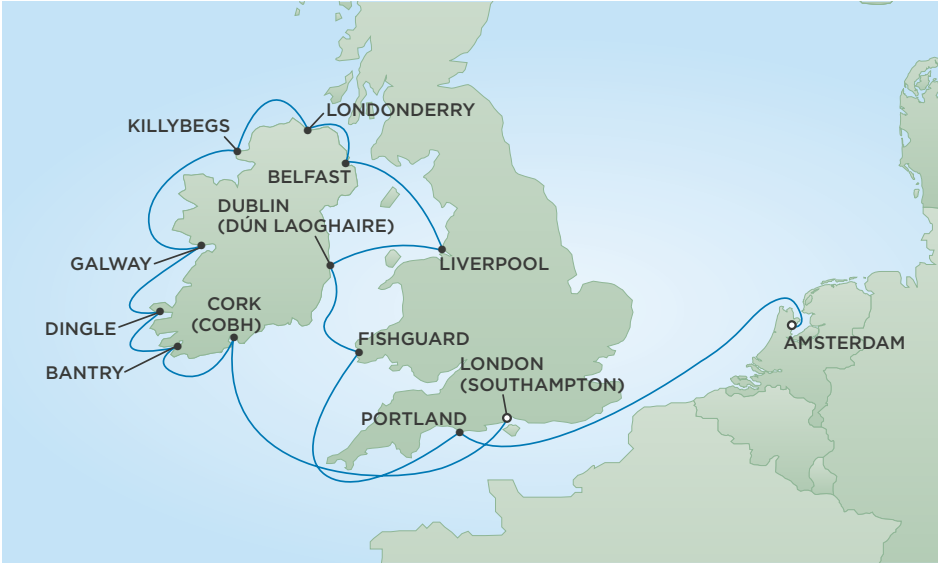 LONDONDERRY
KILLYBEGS
BELFAST
DUBLIN
(DÚN LAOGHAIRE)
GALWAY
LIVERPOOL
CORK
(COBH)
DINGLE
FISHGUARD
AMSTERDAM
LONDON
(SOUTHAMPTON)
BANTRY
PORTLAND